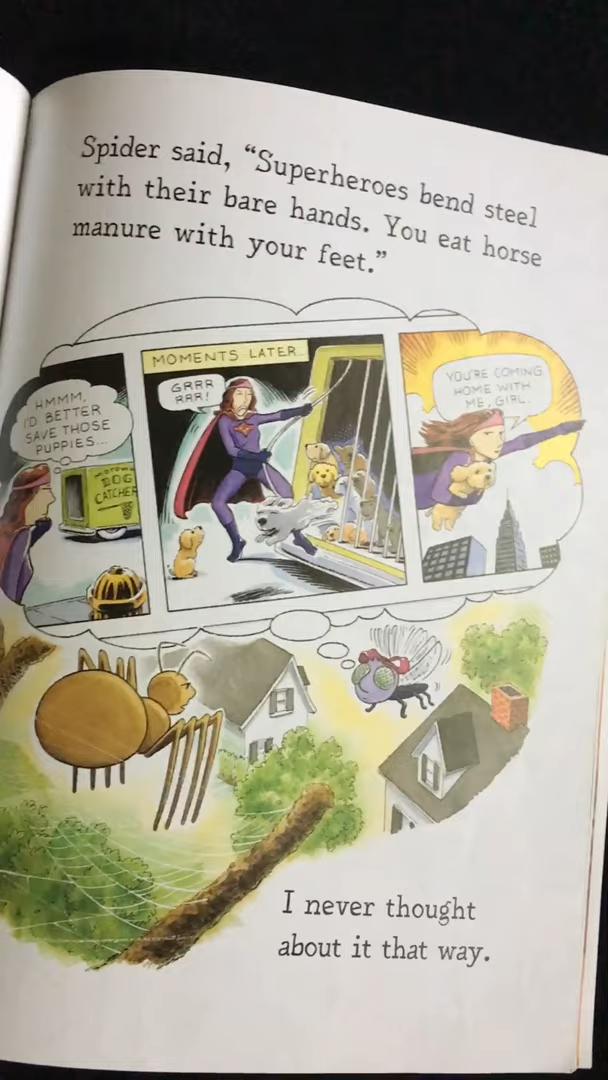 Spider said, “Superheroes bend steel
with their bare hands. You eat horse
manure with your feet.”
HMMM,
I'D BETTER
SAVE THOSE
PUPPIES...
DOG
CATCHER
MOMENTS LATER...
GRRR
RRR!
YOU'RE COMING
HOME WITH
ME, GIRL.
I never thought
about it that way.